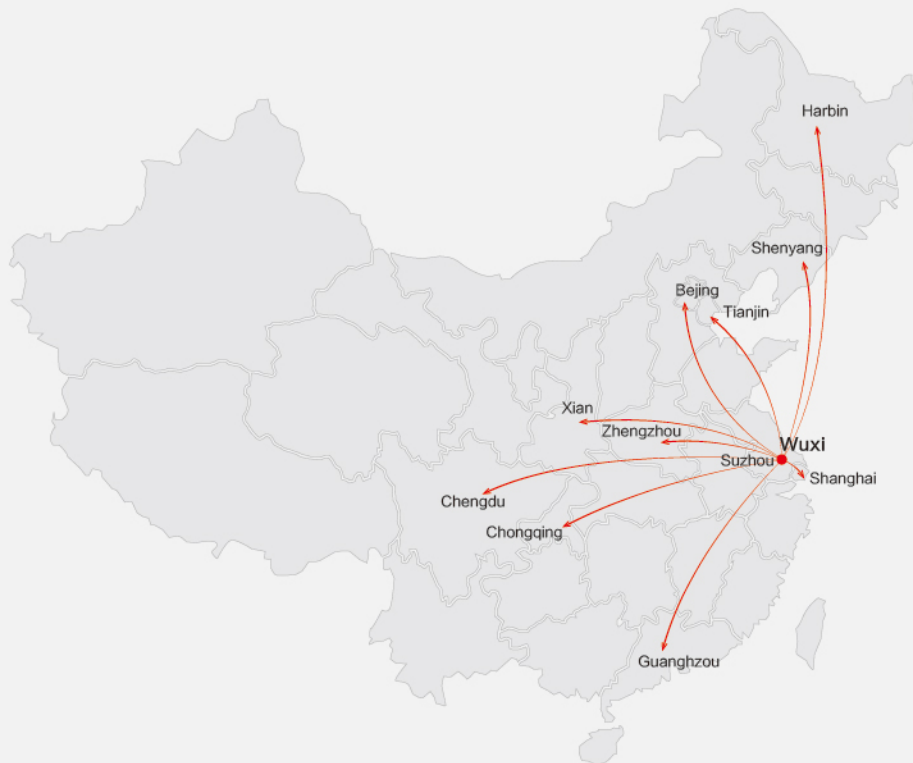 Harbin
Shenyang
Bejing
Tianjin
Xian
Zhengzhou
Wuxi
Suzhou
Shanghai
Chengdu
Chongqing
Guanghzou